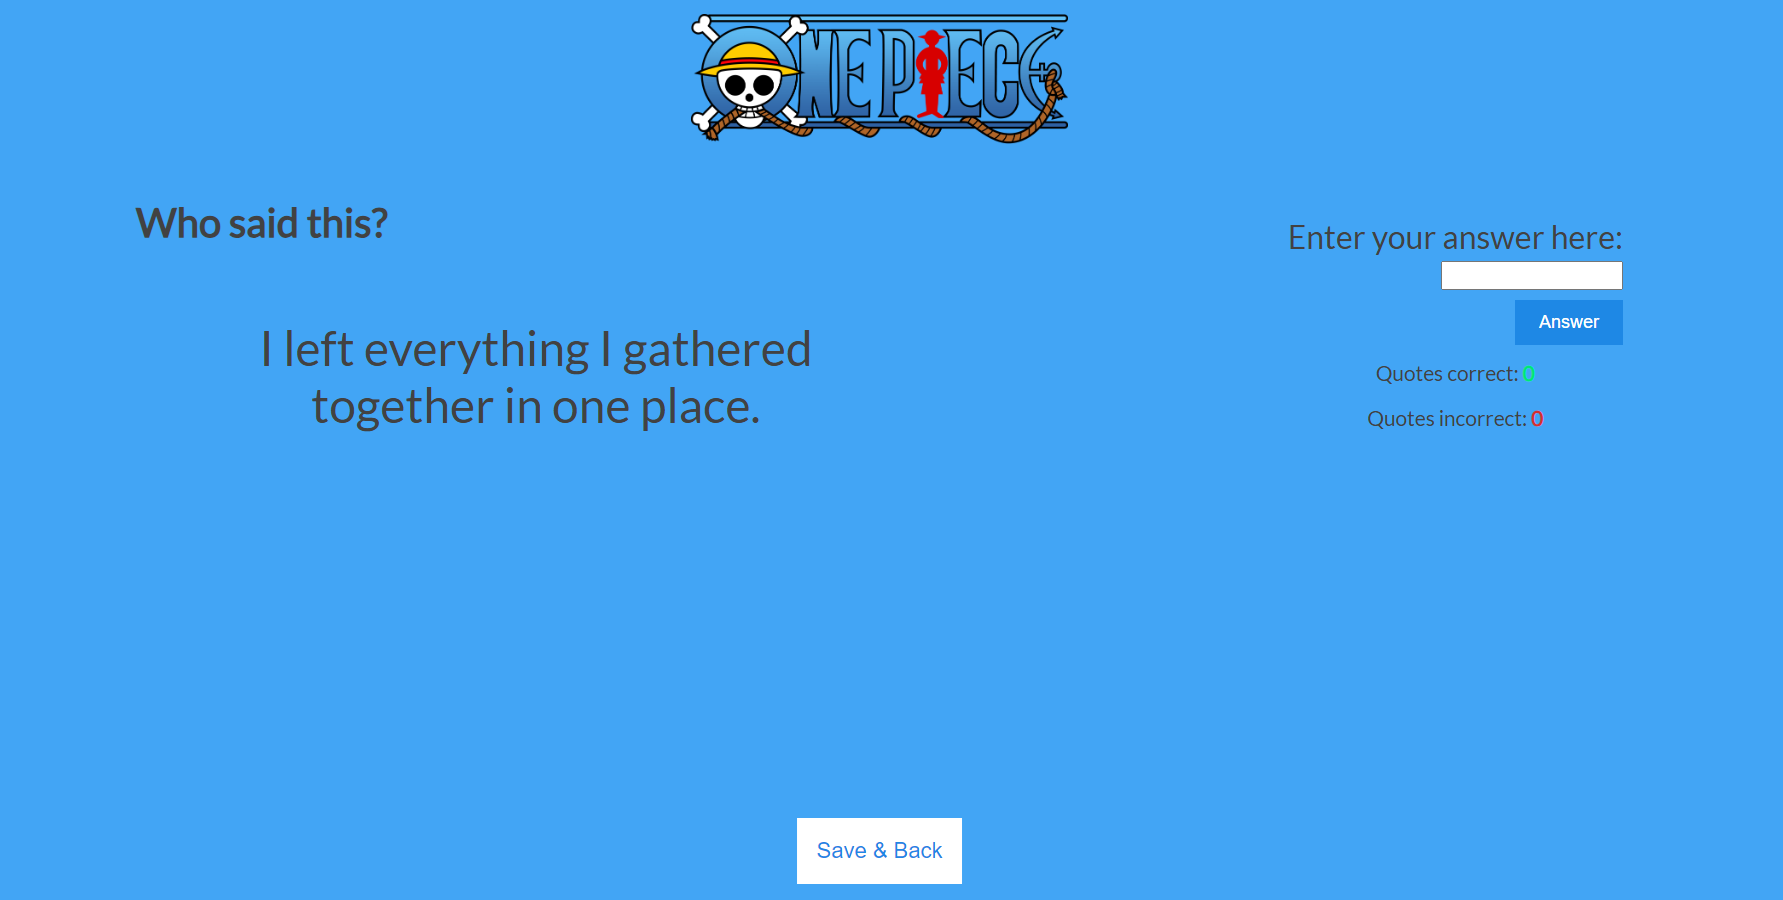 ONE PIECE
Who said this?
I left everything I gathered
together in one place.
Enter your answer here:
Answer
Quotes correct: 0
Quotes incorrect: 0
Save & Back